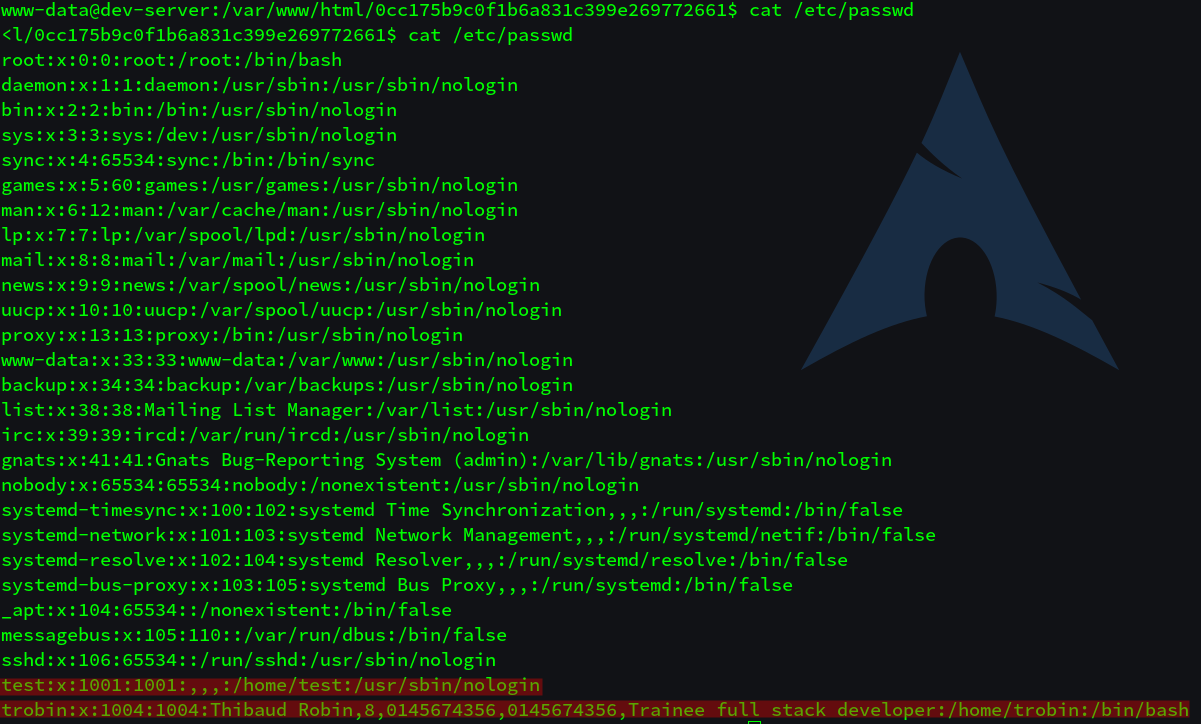 www-data@dev-server:/var/www/html/0cc175b9c0f1b6a831c399e269772661$ cat /etc/passwd
<l/0cc175b9c0f1b6a831c399e269772661$ cat /etc/passwd
root:x:0:0:root:/root:/bin/bash
daemon:x:1:1:daemon:/usr/sbin:/usr/sbin/nologin
bin:x:2:2:bin:/bin:/usr/sbin/nologin
sys:x:3:3:sys:/dev:/usr/sbin/nologin
sync:x:4:65534:sync:/bin:/bin/sync
games:x:5:60:games:/usr/games:/usr/sbin/nologin
man:x:6:12:man:/var/cache/man:/usr/sbin/nologin
lp:x:7:7:lp:/var/spool/lpd:/usr/sbin/nologin
mail:x:8:8:mail:/var/mail:/usr/sbin/nologin
news:x:9:9:news:/var/spool/news:/usr/sbin/nologin
uucp:x:10:10:uucp:/var/spool/uucp:/usr/sbin/nologin
proxy:x:13:13:proxy:/bin:/usr/sbin/nologin
www-data:x:33:33:www-data:/var/www:/usr/sbin/nologin
backup:x:34:34:backup:/var/backups:/usr/sbin/nologin
list:x:38:38:Mailing List Manager:/var/list:/usr/sbin/nologin
irc:x:39:39:ircd:/var/run/ircd:/usr/sbin/nologin
gnats:x:41:41:Gnats Bug-Reporting System (admin):/var/lib/gnats:/usr/sbin/nologin
nobody:x:65534:65534:nobody:/nonexistent:/usr/sbin/nologin
systemd-timesync:x:100:102:systemd Time Synchronization,,,:/run/systemd:/bin/false
systemd-network:x:101:103:systemd Network Management,,,:/run/systemd/netif:/bin/false
systemd-resolve:x:102:104:systemd Resolver,,,:/run/systemd/resolve:/bin/false
systemd-bus-proxy:x:103:105:systemd Bus Proxy,,,:/run/systemd:/bin/false
_apt:x:104:65534::/nonexistent:/bin/false
messagebus:x:105:110::/var/run/dbus:/bin/false
sshd:x:106:65534::/run/sshd:/usr/sbin/nologin
test:x:1001:1001:,,,:/home/test:/usr/sbin/nologin
trobin:x:1004:1004:Thibaud Robin,8,0145674356,0145674356,Trainee full stack developer:/home/trobin:/bin/bash